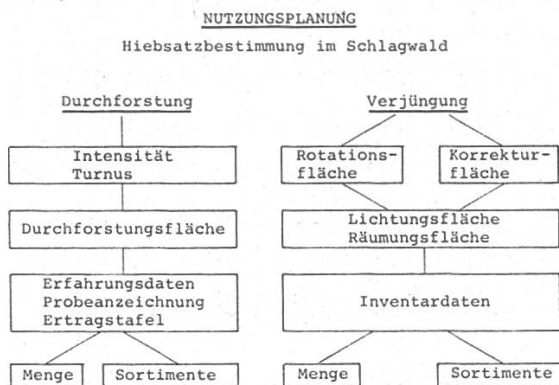 NUTZUNGSPLANUNG
Hiebsatzbestimmung im Schlagwald
Durchforstung
Verjüngung
Intensität
Turnus
Rotations-
fläche
Korrektur-
fläche
Durchforstungsfläche
Lichtungsfläche
Räumungsfläche
Erfahrungsdaten
Probeanzeichnung
Ertragstafel
Inventardaten
Menge
Sortimente
Menge
Sortimente